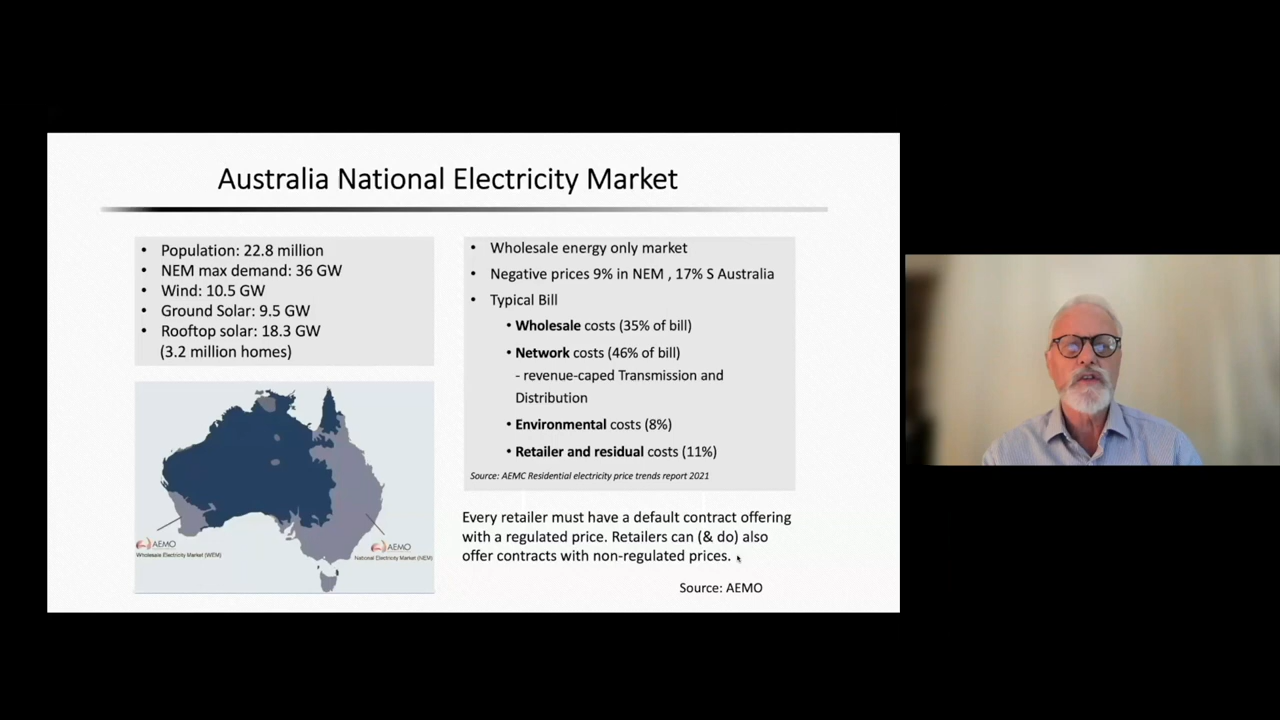 Australia National Electricity Market
• Population: 22.8 million
• NEM max demand: 36 GW
• Wind: 10.5 GW
• Ground Solar: 9.5 GW
• Rooftop solar: 18.3 GW
(3.2 million homes)
AEMO
Wholesale Electricity Market (WEM)
AEMO
National Electricity Market (NEM)
• Wholesale energy only market
• Negative prices 9% in NEM , 17% S Australia
• Typical Bill
• Wholesale costs (35% of bill)
• Network costs (46% of bill)
- revenue-caped Transmission and
Distribution
• Environmental costs (8%)
• Retailer and residual costs (11%)
Source: AEMC Residential electricity price trends report 2021
Every retailer must have a default contract offering
with a regulated price. Retailers can (& do) also
offer contracts with non-regulated prices.
Source: AEMO